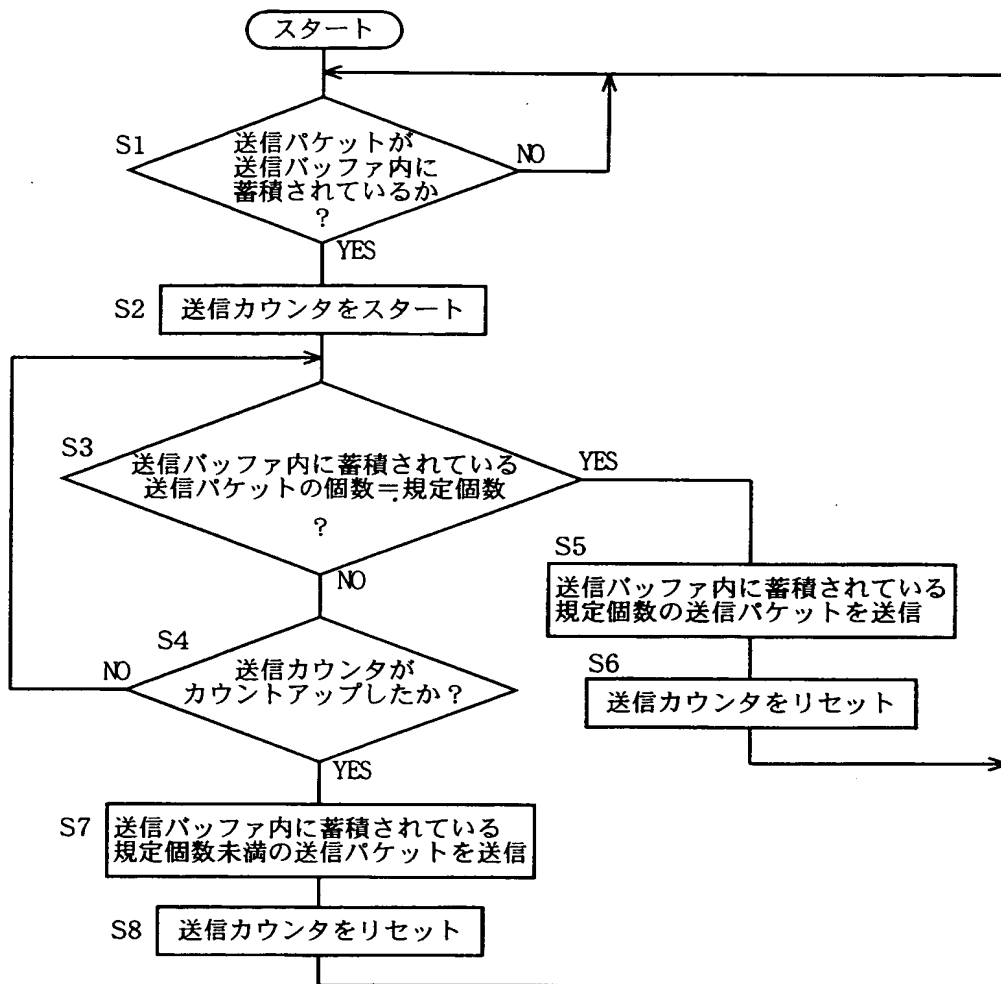 スタート
S1
送信パケットが
送信バッファ内に
蓄積されているか
?
NO
YES
S2
送信カウンタをスタート
S3
送信バッファ内に蓄積されている
送信パケットの個数≒規定個数
?
YES
NO
S5
送信バッファ内に蓄積されている
規定個数の送信パケットを送信
S4
送信カウンタが
カウントアップしたか?
NO
S6
送信カウンタをリセット
YES
S7
送信バッファ内に蓄積されている
規定個数未満の送信パケットを送信
S8
送信カウンタをリセット